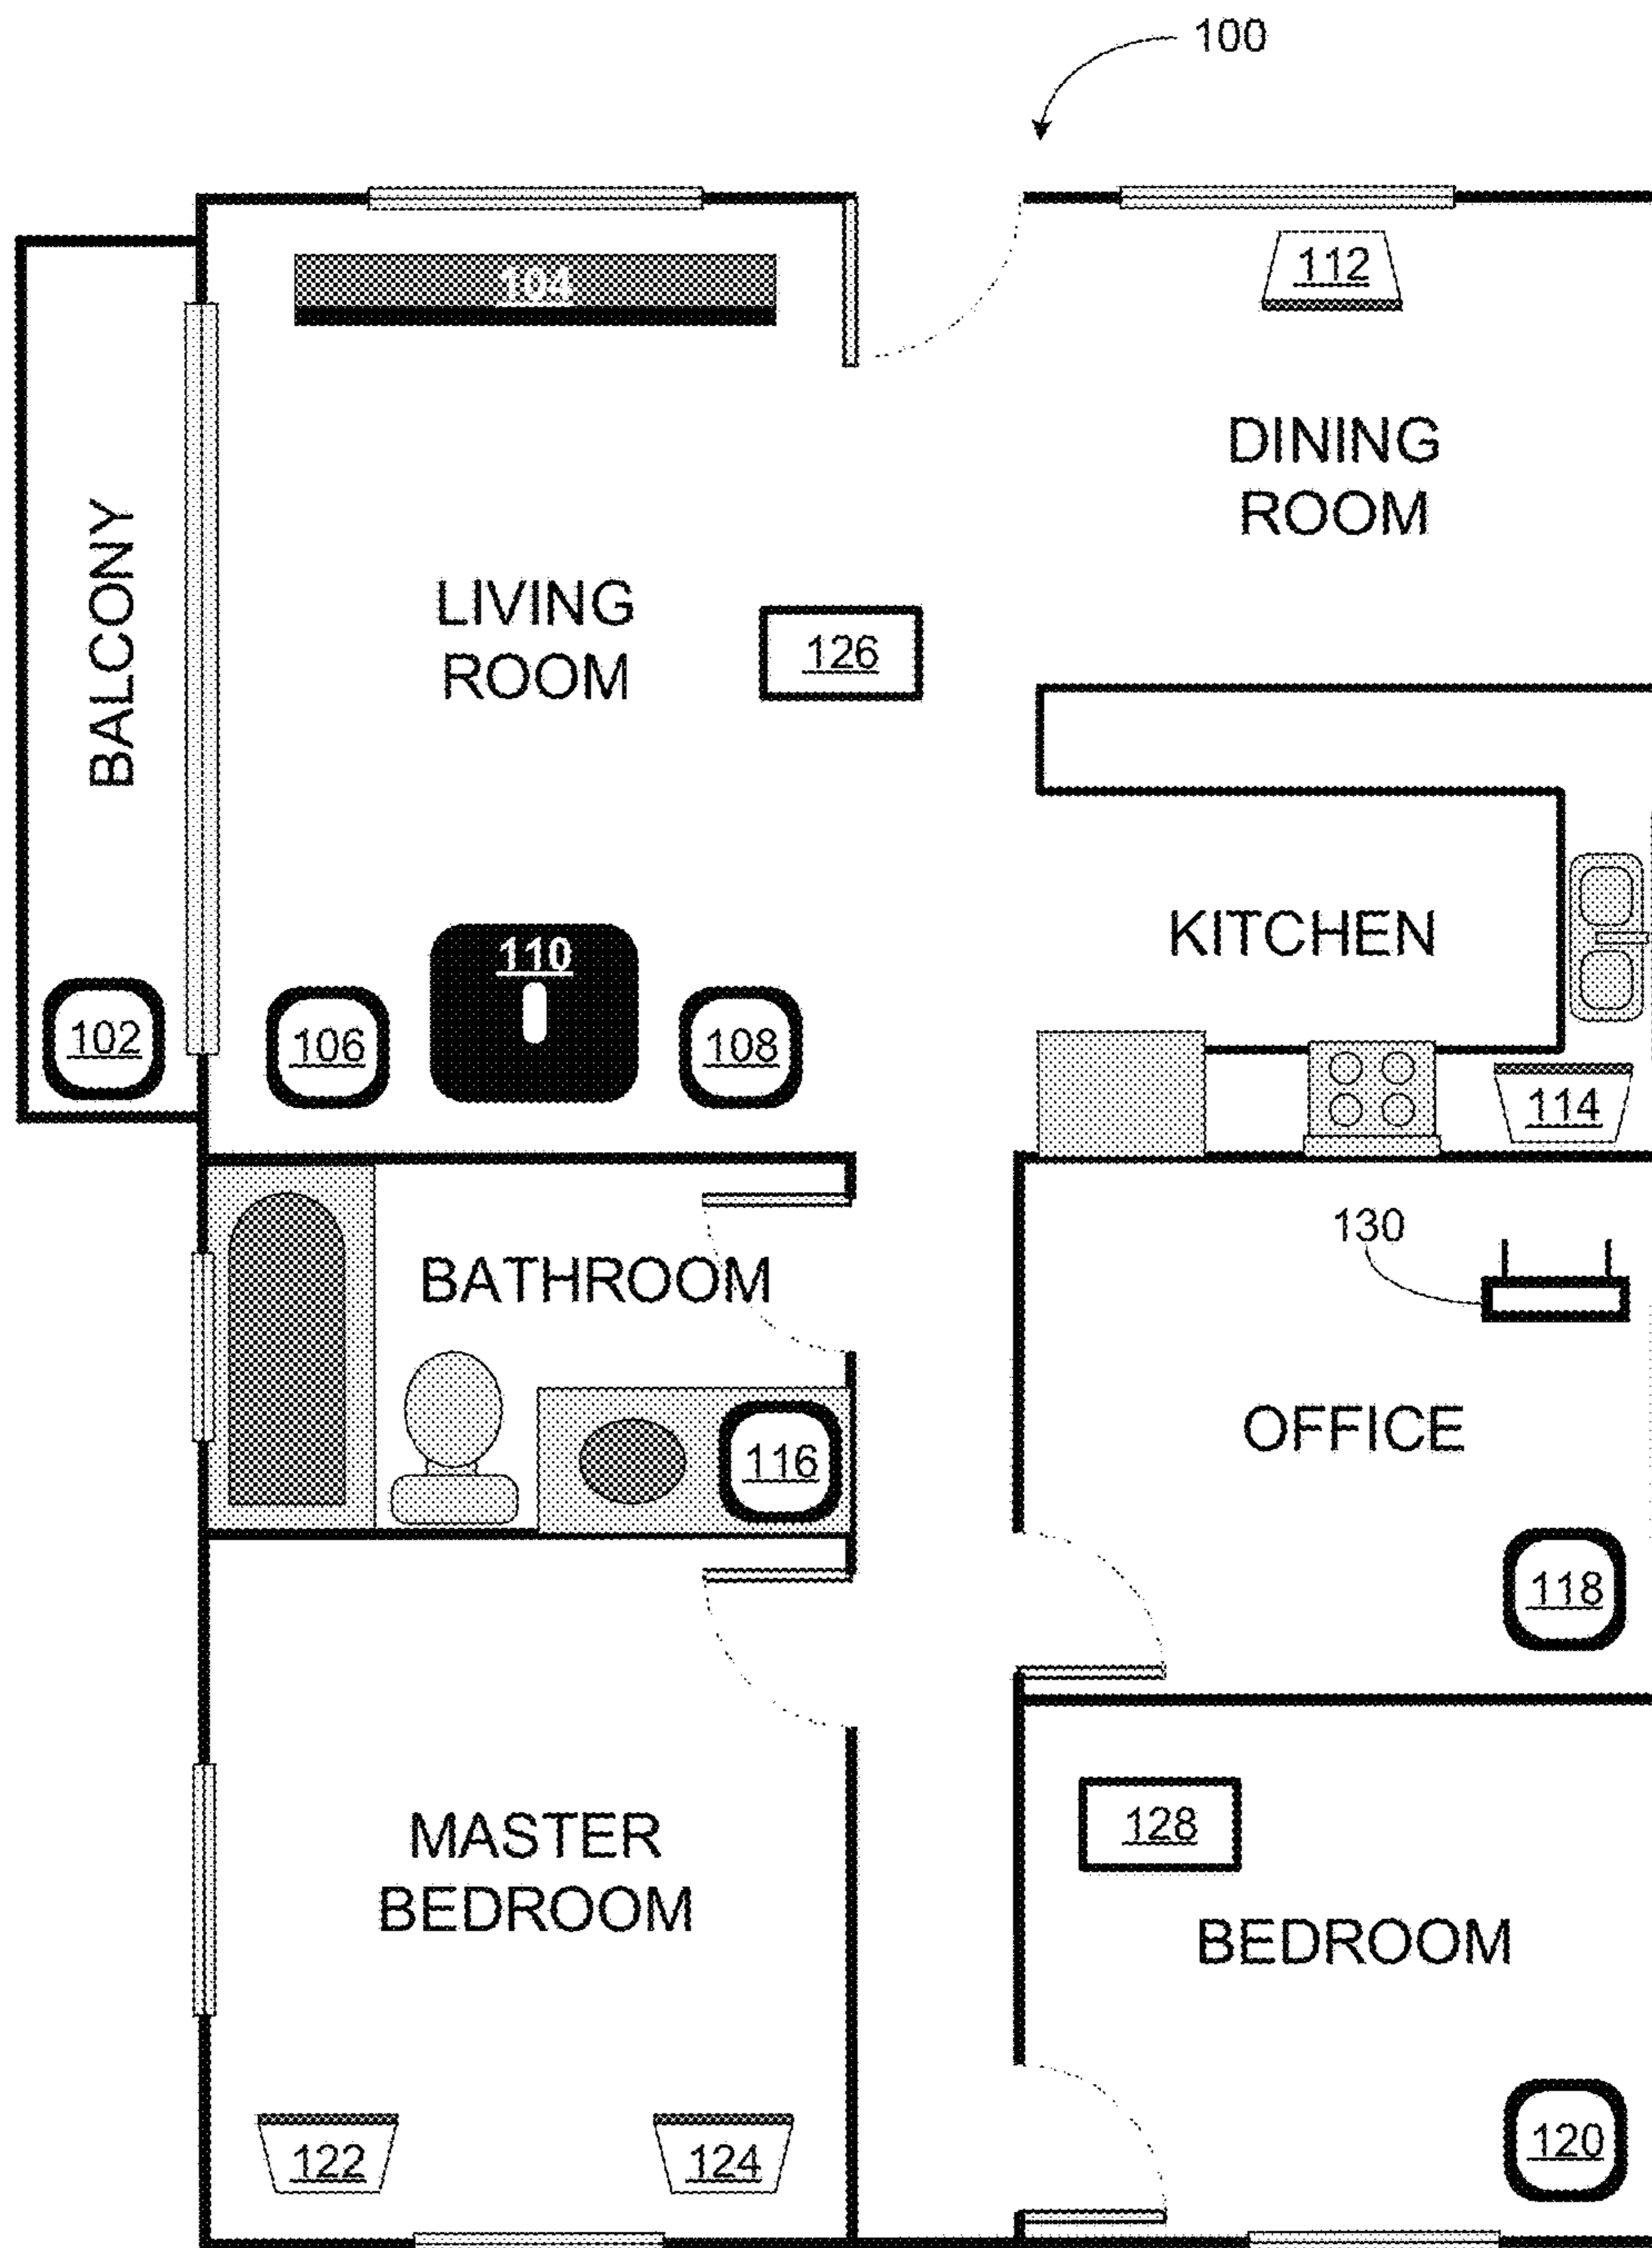 100
104
112
DINING
ROOM
BALCONY
LIVING
ROOM
126
KITCHEN
110
102
106
108
114
BATHROOM
130
OFFICE
116
118
128
MASTER
BEDROOM
BEDROOM
122
124
120